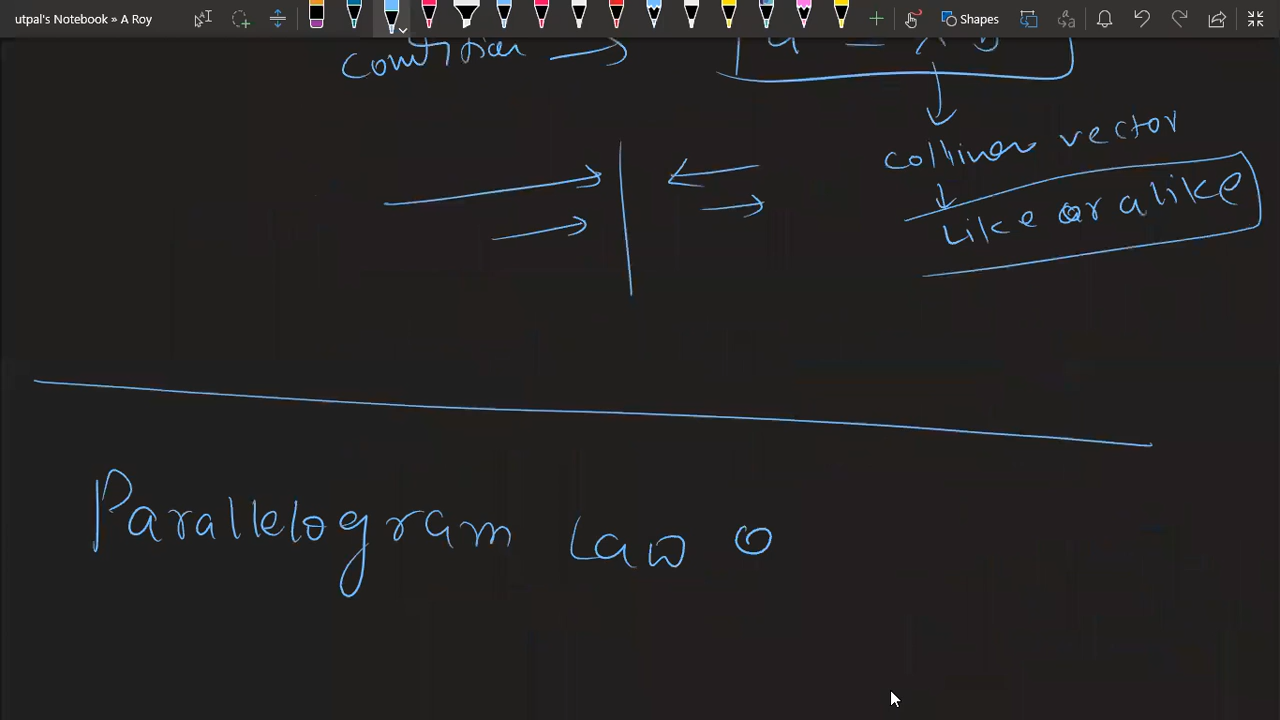 utpal's Notebook » A Roy
Shapes
condition →
collinear vector
Like or alike
Parallelogram Law o